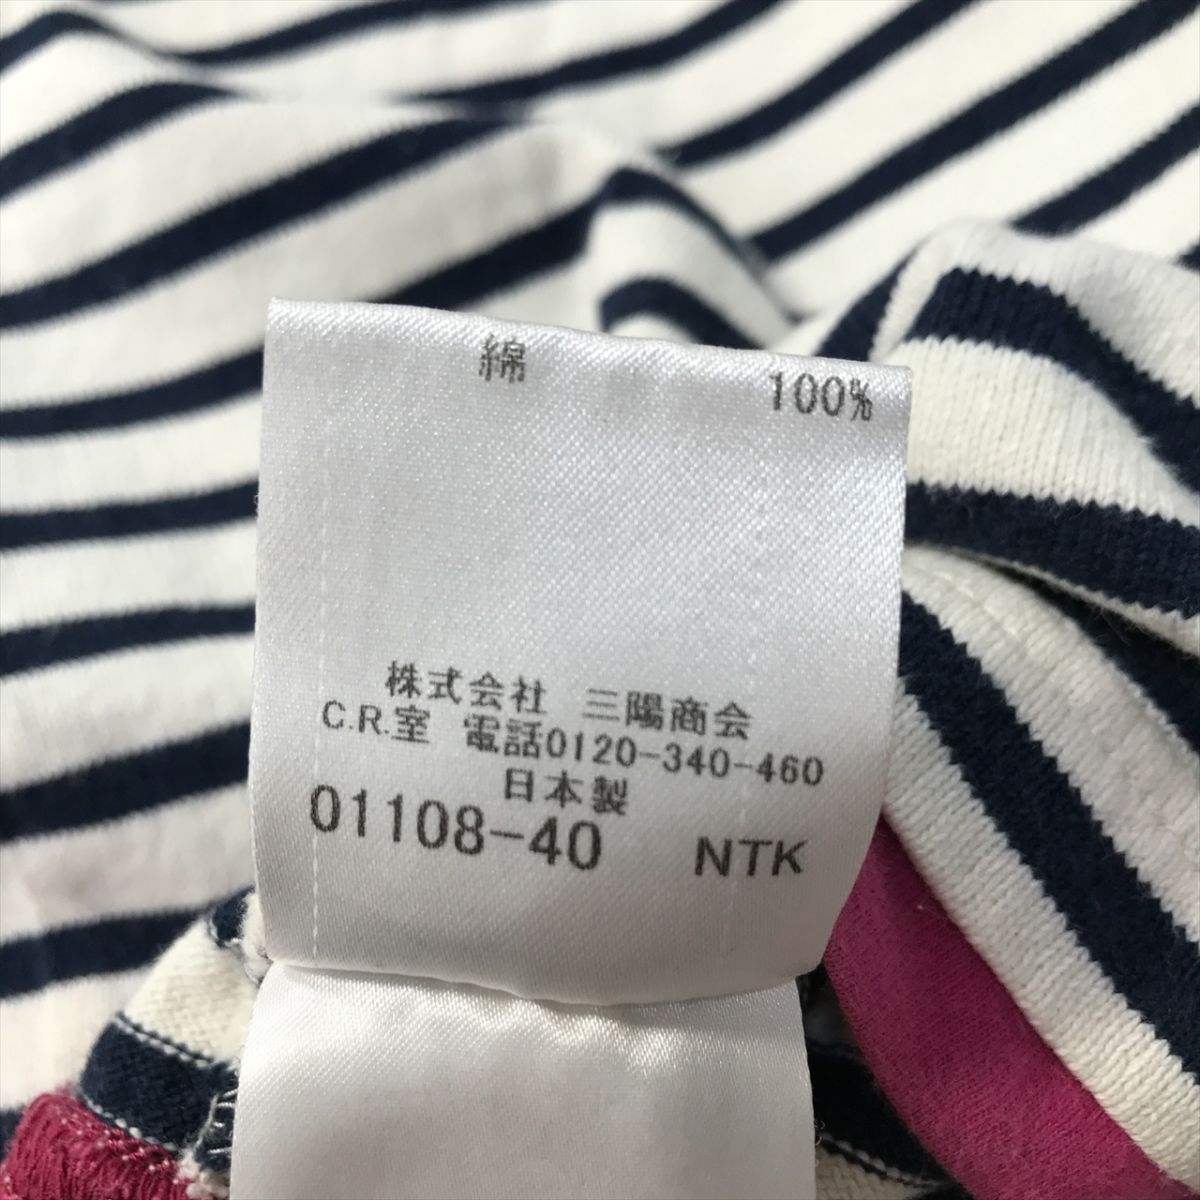 綿 100%
株式会社 三陽商会
C.R.室 電話0120-340-460
日本製
01108-40 NTK